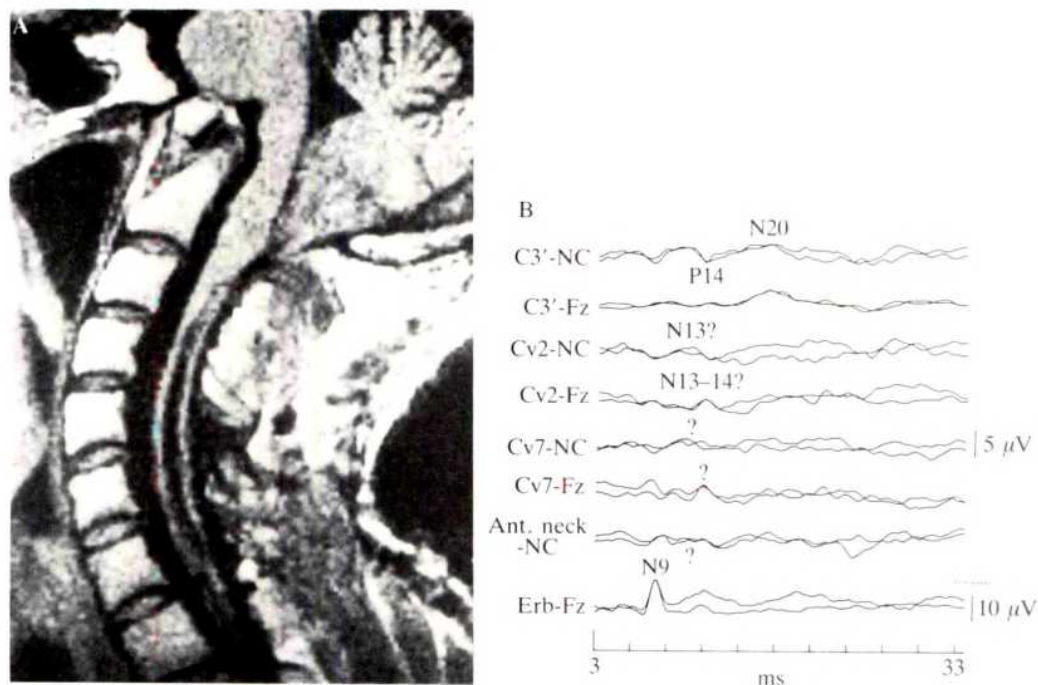 A
B
N20
C3'-NC
P14
C3'-Fz
N13?
Cv2-NC
N13–14?
Cv2-Fz
?
Cv7-NC
5 μV
?
Cv7-Fz
Ant. neck
-NC
?
N9
Erb-Fz
10 μV
3
33
ms